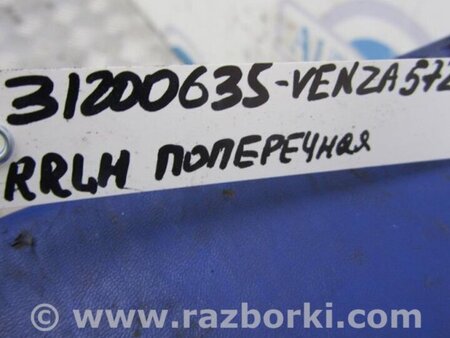 31200635-VENZA572
RRLH ПОПЕРЕЧНАЯ
© www.razborki.com